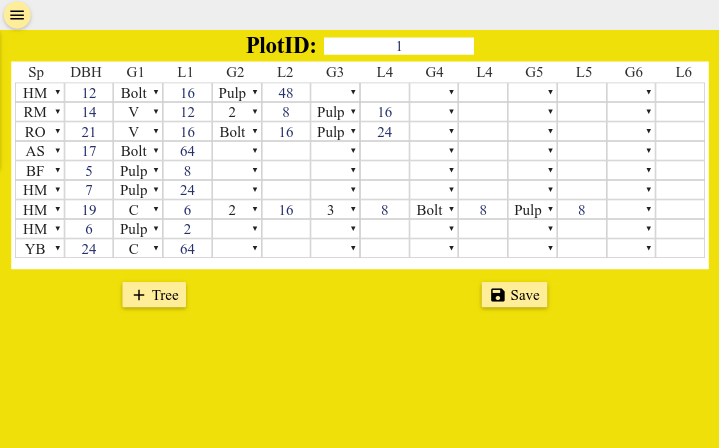 PlotID: 1
Sp DBH G1 L1 G2 L2 G3 L4 G4 L4 G5 L5 G6 L6
HM 12 Bolt 16 Pulp 48
RM 14 V 12 2 8 Pulp 16
RO 21 V 16 Bolt 16 Pulp 24
AS 17 Bolt 64
BF 5 Pulp 8
HM 7 Pulp 24
HM 19 C 6 2 16 3 8 Bolt 8 Pulp 8
HM 6 Pulp 2
YB 24 C 64
+ Tree Save